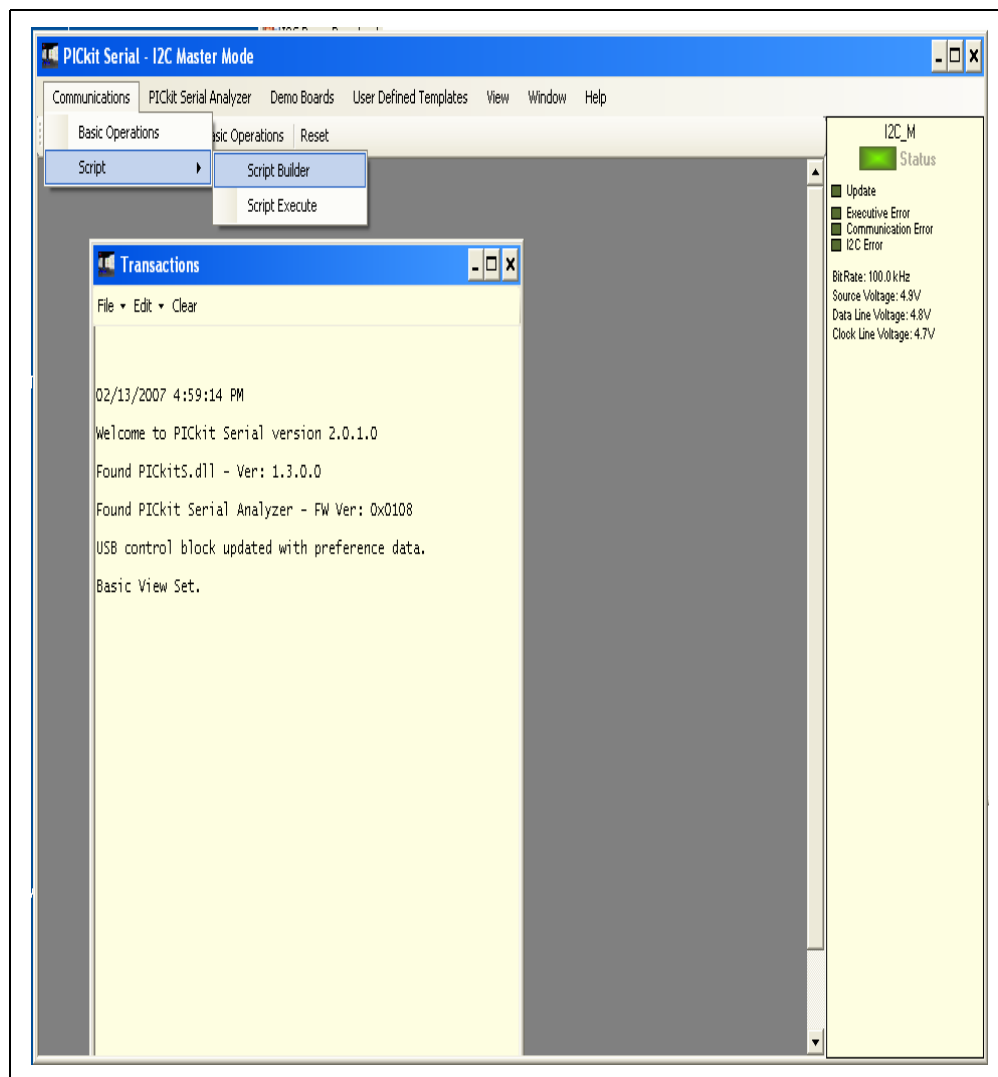 PICkit Serial - I2C Master Mode
Communications PICkit Serial Analyzer Demo Boards User Defined Templates View Window Help
Basic Operations
asic Operations Reset
Script
Script Builder
Script Execute
Transactions
File Edit Clear
02/13/2007 4:59:14 PM
Welcome to PICkit Serial version 2.0.1.0
Found PICkitS.dll - Ver: 1.3.0.0
Found PICkit Serial Analyzer - FW Ver: 0x0108
USB control block updated with preference data.
Basic View Set.
I2C_M
Status
Update
Executive Error
Communication Error
I2C Error
BitRate: 100.0 kHz
Source Voltage: 4.9V
Data Line Voltage: 4.8V
Clock Line Voltage: 4.7V